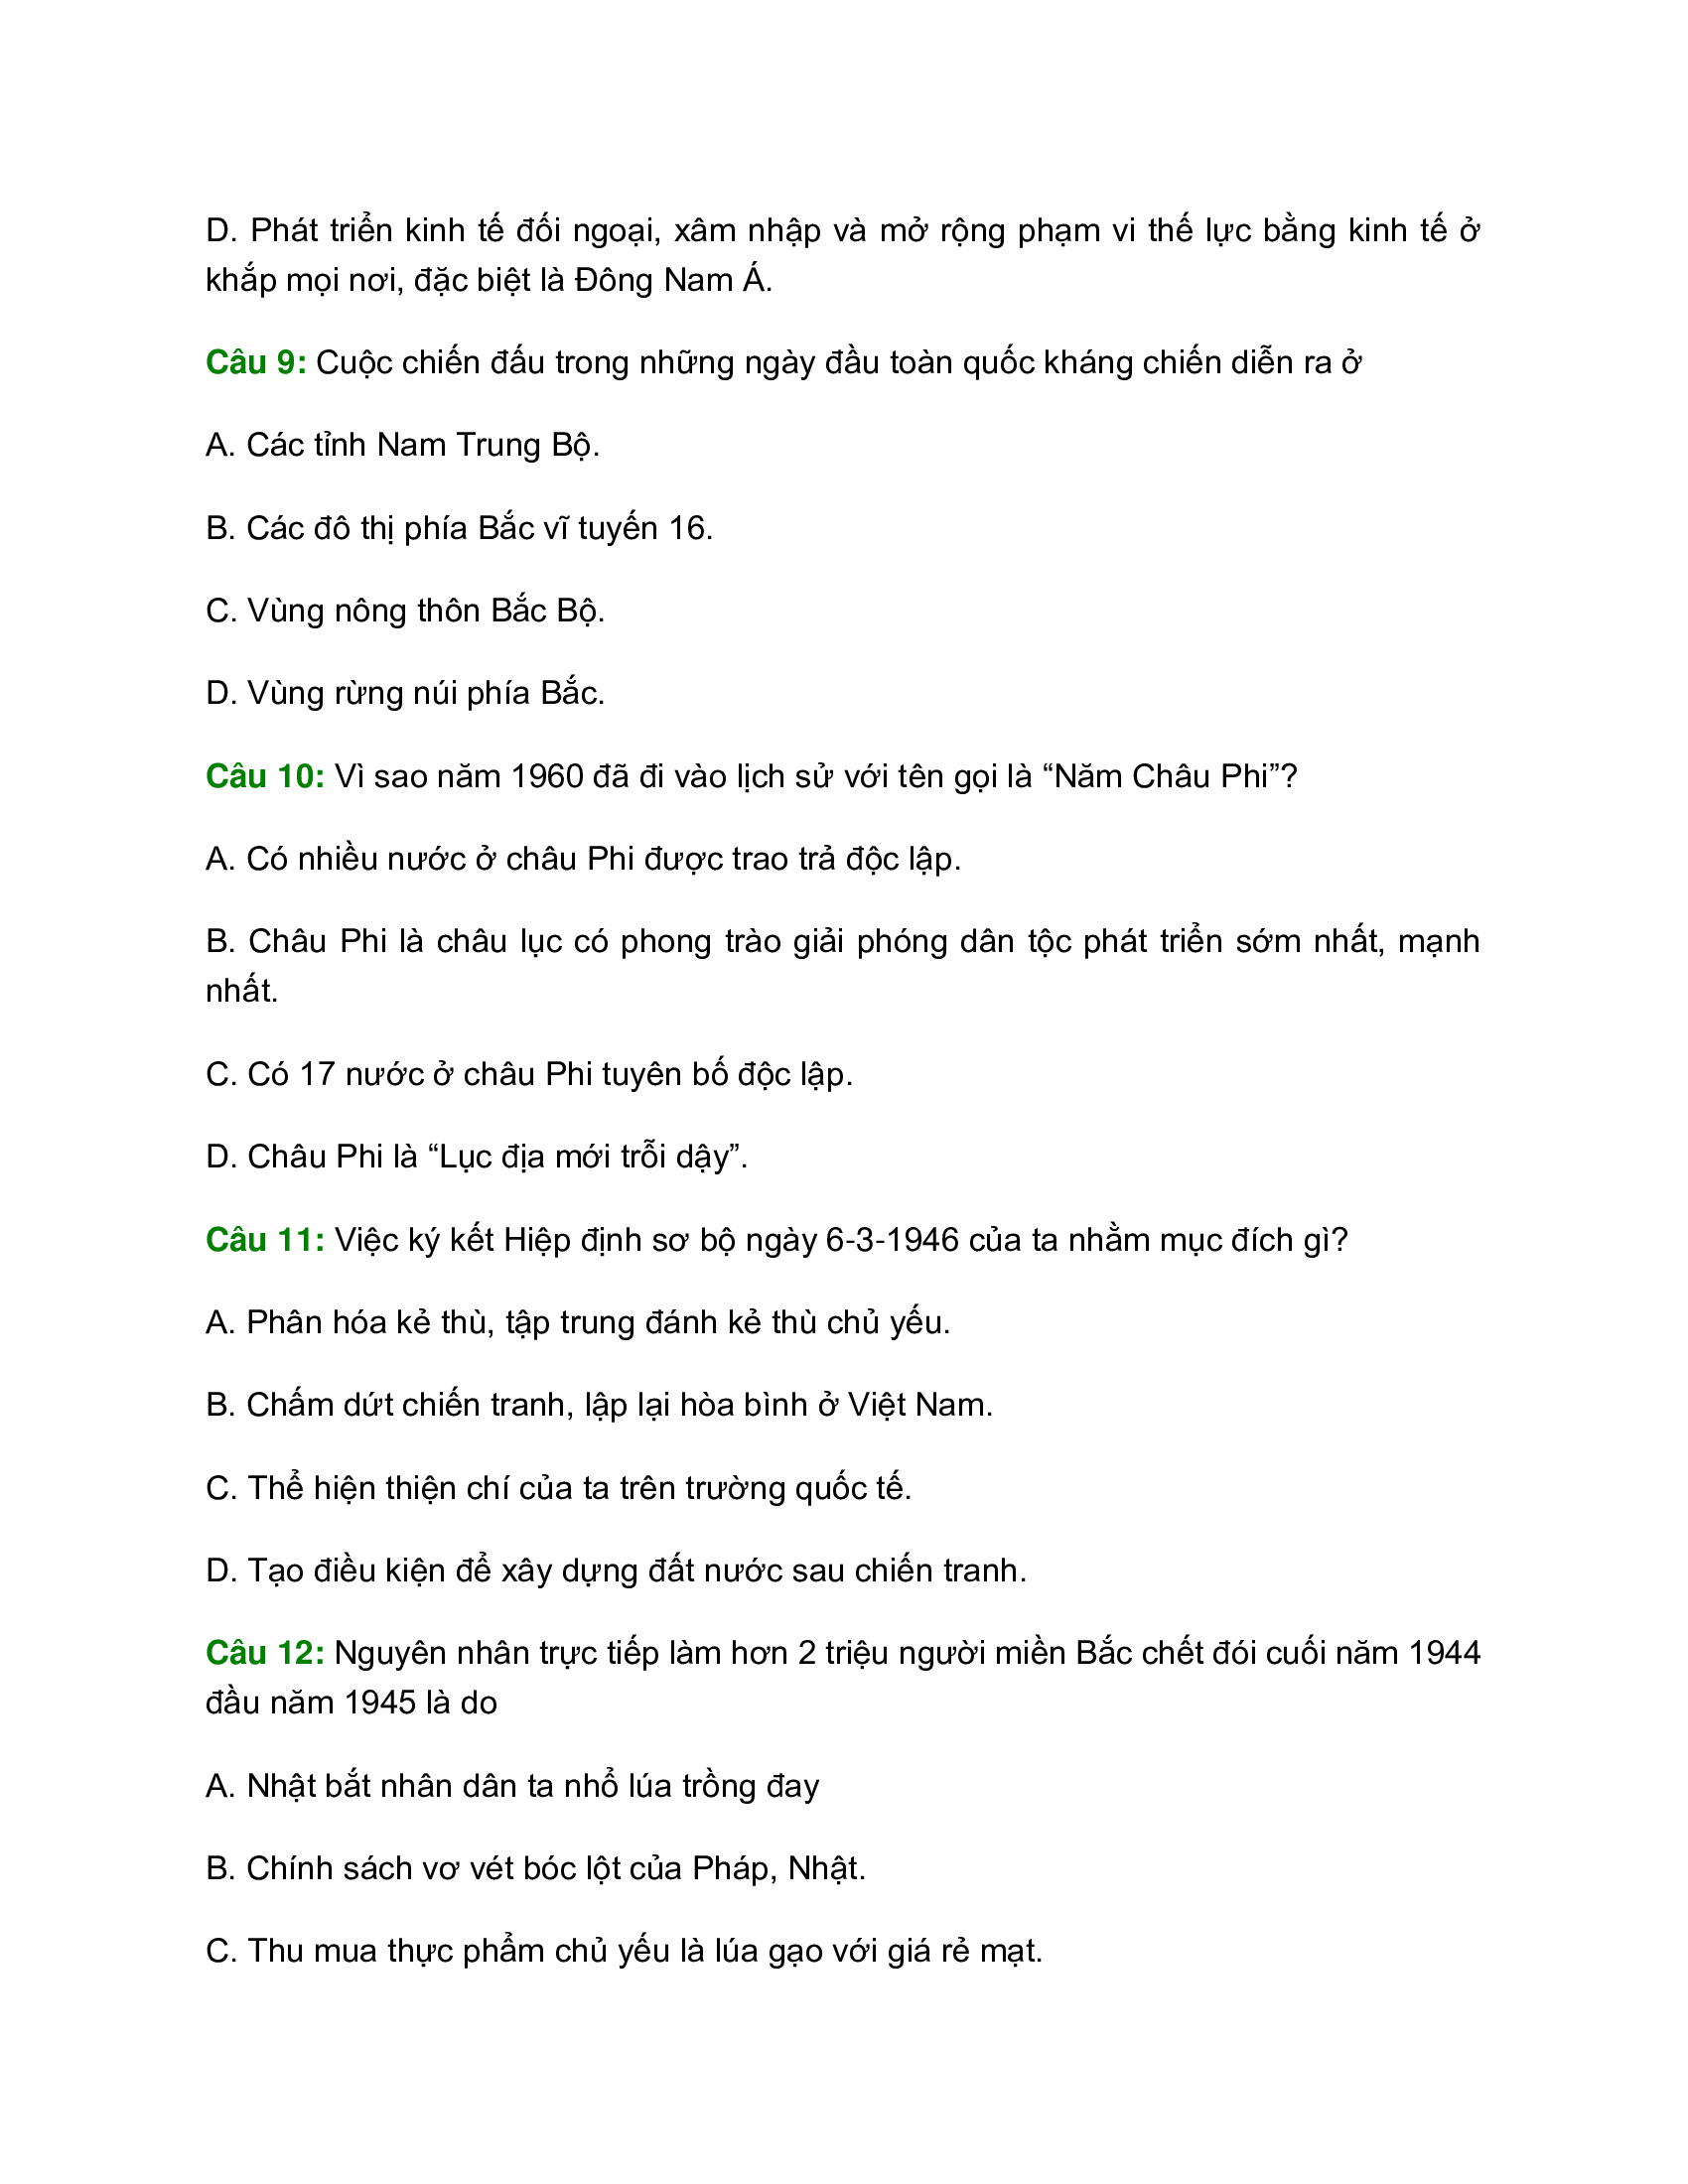 D. Phát triển kinh tế đối ngoại, xâm nhập và mở rộng phạm vi thế lực bằng kinh tế ở
khắp mọi nơi, đặc biệt là Đông Nam Á.
Câu 9: Cuộc chiến đấu trong những ngày đầu toàn quốc kháng chiến diễn ra ở
A. Các tỉnh Nam Trung Bộ.
B. Các đô thị phía Bắc vĩ tuyến 16.
C. Vùng nông thôn Bắc Bộ.
D. Vùng rừng núi phía Bắc.
Câu 10: Vì sao năm 1960 đã đi vào lịch sử với tên gọi là “Năm Châu Phi”?
A. Có nhiều nước ở châu Phi được trao trả độc lập.
B. Châu Phi là châu lục có phong trào giải phóng dân tộc phát triển sớm nhất, mạnh
nhất.
C. Có 17 nước ở châu Phi tuyên bố độc lập.
D. Châu Phi là “Lục địa mới trỗi dậy”.
Câu 11: Việc ký kết Hiệp định sơ bộ ngày 6-3-1946 của ta nhằm mục đích gì?
A. Phân hóa kẻ thù, tập trung đánh kẻ thù chủ yếu.
B. Chấm dứt chiến tranh, lập lại hòa bình ở Việt Nam.
C. Thể hiện thiện chí của ta trên trường quốc tế.
D. Tạo điều kiện để xây dựng đất nước sau chiến tranh.
Câu 12: Nguyên nhân trực tiếp làm hơn 2 triệu người miền Bắc chết đói cuối năm 1944
đầu năm 1945 là do
A. Nhật bắt nhân dân ta nhổ lúa trồng đay
B. Chính sách vơ vét bóc lột của Pháp, Nhật.
C. Thu mua thực phẩm chủ yếu là lúa gạo với giá rẻ mạt.